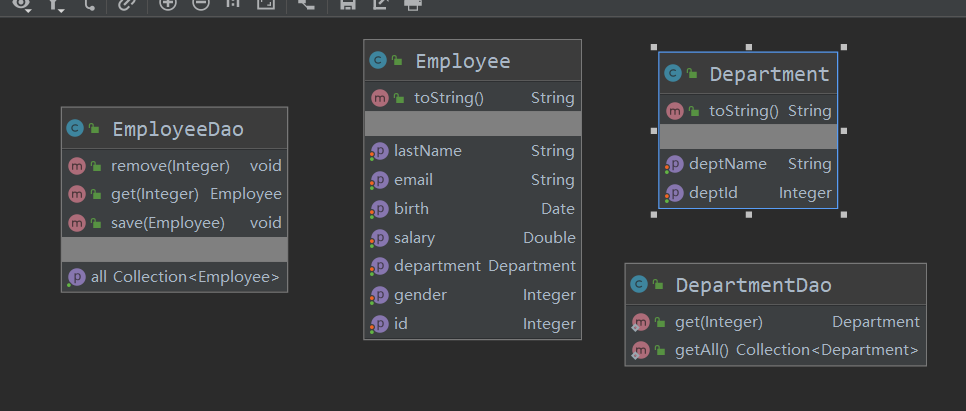 EmployeeDao
remove(Integer) void
get(Integer) Employee
save(Employee) void
all Collection<Employee>
Employee
toString() String
lastName String
email String
birth Date
salary Double
department Department
gender Integer
id Integer
Department
toString() String
deptName String
deptId Integer
DepartmentDao
get(Integer) Department
getAll() Collection<Department>